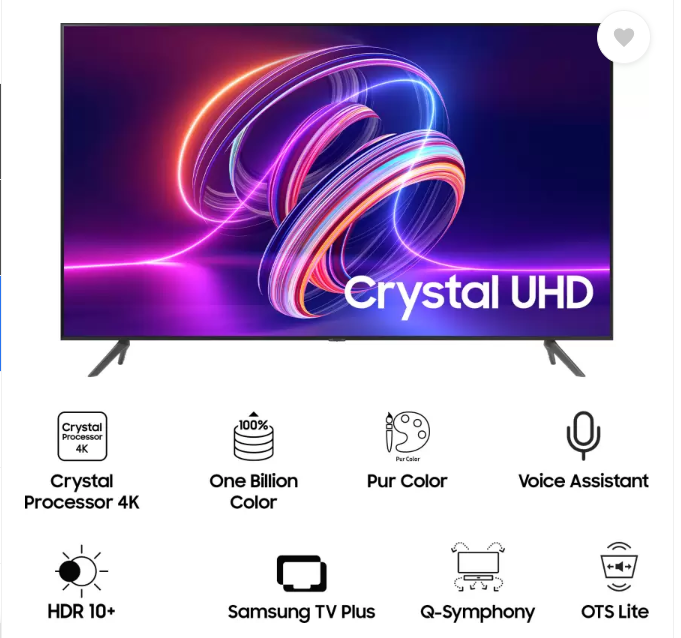 Crystal UHD
Crystal
Processor
4K
100%
Pur Color
Crystal
Processor 4K
One Billion
Color
Pur Color
Voice Assistant
HDR 10+
Samsung TV Plus
Q-Symphony
OTS Lite